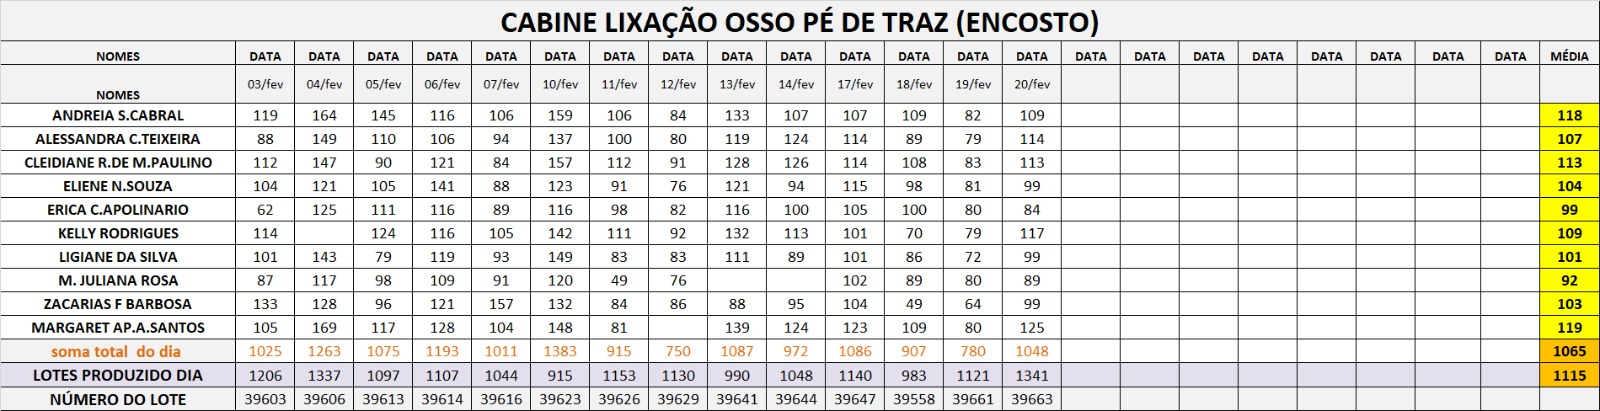 CABINE LIXAÇÃO OSSO PÉ DE TRAZ (ENCOSTO)
NOMES DATA DATA DATA DATA DATA DATA DATA DATA DATA DATA DATA DATA DATA DATA DATA DATA DATA DATA DATA DATA DATA DATA MÉDIA
NOMES 03/fev 04/fev 05/fev 06/fev 07/fev 10/fev 11/fev 12/fev 13/fev 14/fev 17/fev 18/fev 19/fev 20/fev
ANDREIA S.CABRAL 119 164 145 116 106 159 106 84 133 107 107 109 82 109 118
ALESSANDRA C.TEIXEIRA 88 149 110 106 94 137 100 80 119 124 114 89 79 114 107
CLEIDIANE R.DE M.PAULINO 112 147 90 121 84 157 112 91 128 126 114 108 83 113 113
ELIENE N.SOUZA 104 121 105 141 88 123 91 76 121 94 115 98 81 99 104
ERICA C.APOLINARIO 62 125 111 116 89 116 98 82 116 100 105 100 80 84 99
KELLY RODRIGUES 114 124 116 105 142 111 92 132 113 101 70 79 117 109
LIGIANE DA SILVA 101 143 79 119 93 149 83 83 111 89 101 86 72 99 101
M. JULIANA ROSA 87 117 98 109 91 120 49 76 102 89 80 89 92
ZACARIAS F BARBOSA 133 128 96 121 157 132 84 86 88 95 104 49 64 99 103
MARGARET AP.A.SANTOS 105 169 117 128 104 148 81 139 124 123 109 80 125 119
soma total do dia 1025 1263 1075 1193 1011 1383 915 750 1087 972 1086 907 780 1048 1065
LOTES PRODUZIDO DIA 1206 1337 1097 1107 1044 915 1153 1130 990 1048 1140 983 1121 1341 1115
NÚMERO DO LOTE 39603 39606 39613 39614 39616 39623 39626 39629 39641 39644 39647 39558 39661 39663